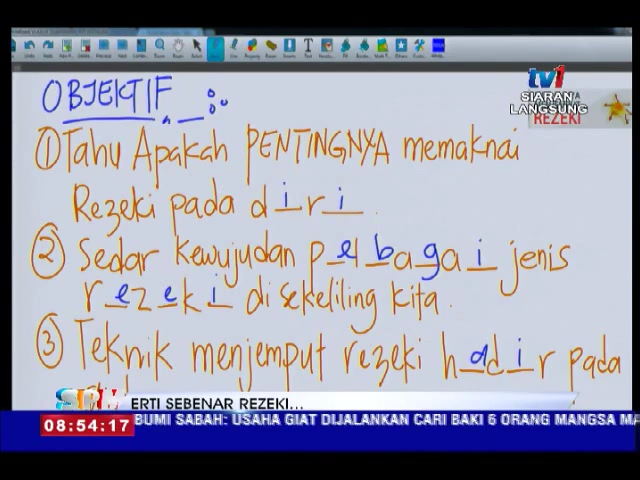 OBJEKTIF :
tv1
SIARAN
LANGSUNG
REZEKI
① Tahu Apakah PENTINGNYA memaknai
Rezeki pada diri
② Sedar kewujudan pelbagai jenis
rezeki di sekeliling kita.
③ Teknik menjemput rezeki hadir pada
SPM
ERTI SEBENAR REZEKI...
08:54:17
BUMI SABAH: USAHA GIAT DIJALANKAN CARI BAKI 6 ORANG MANGSA MA